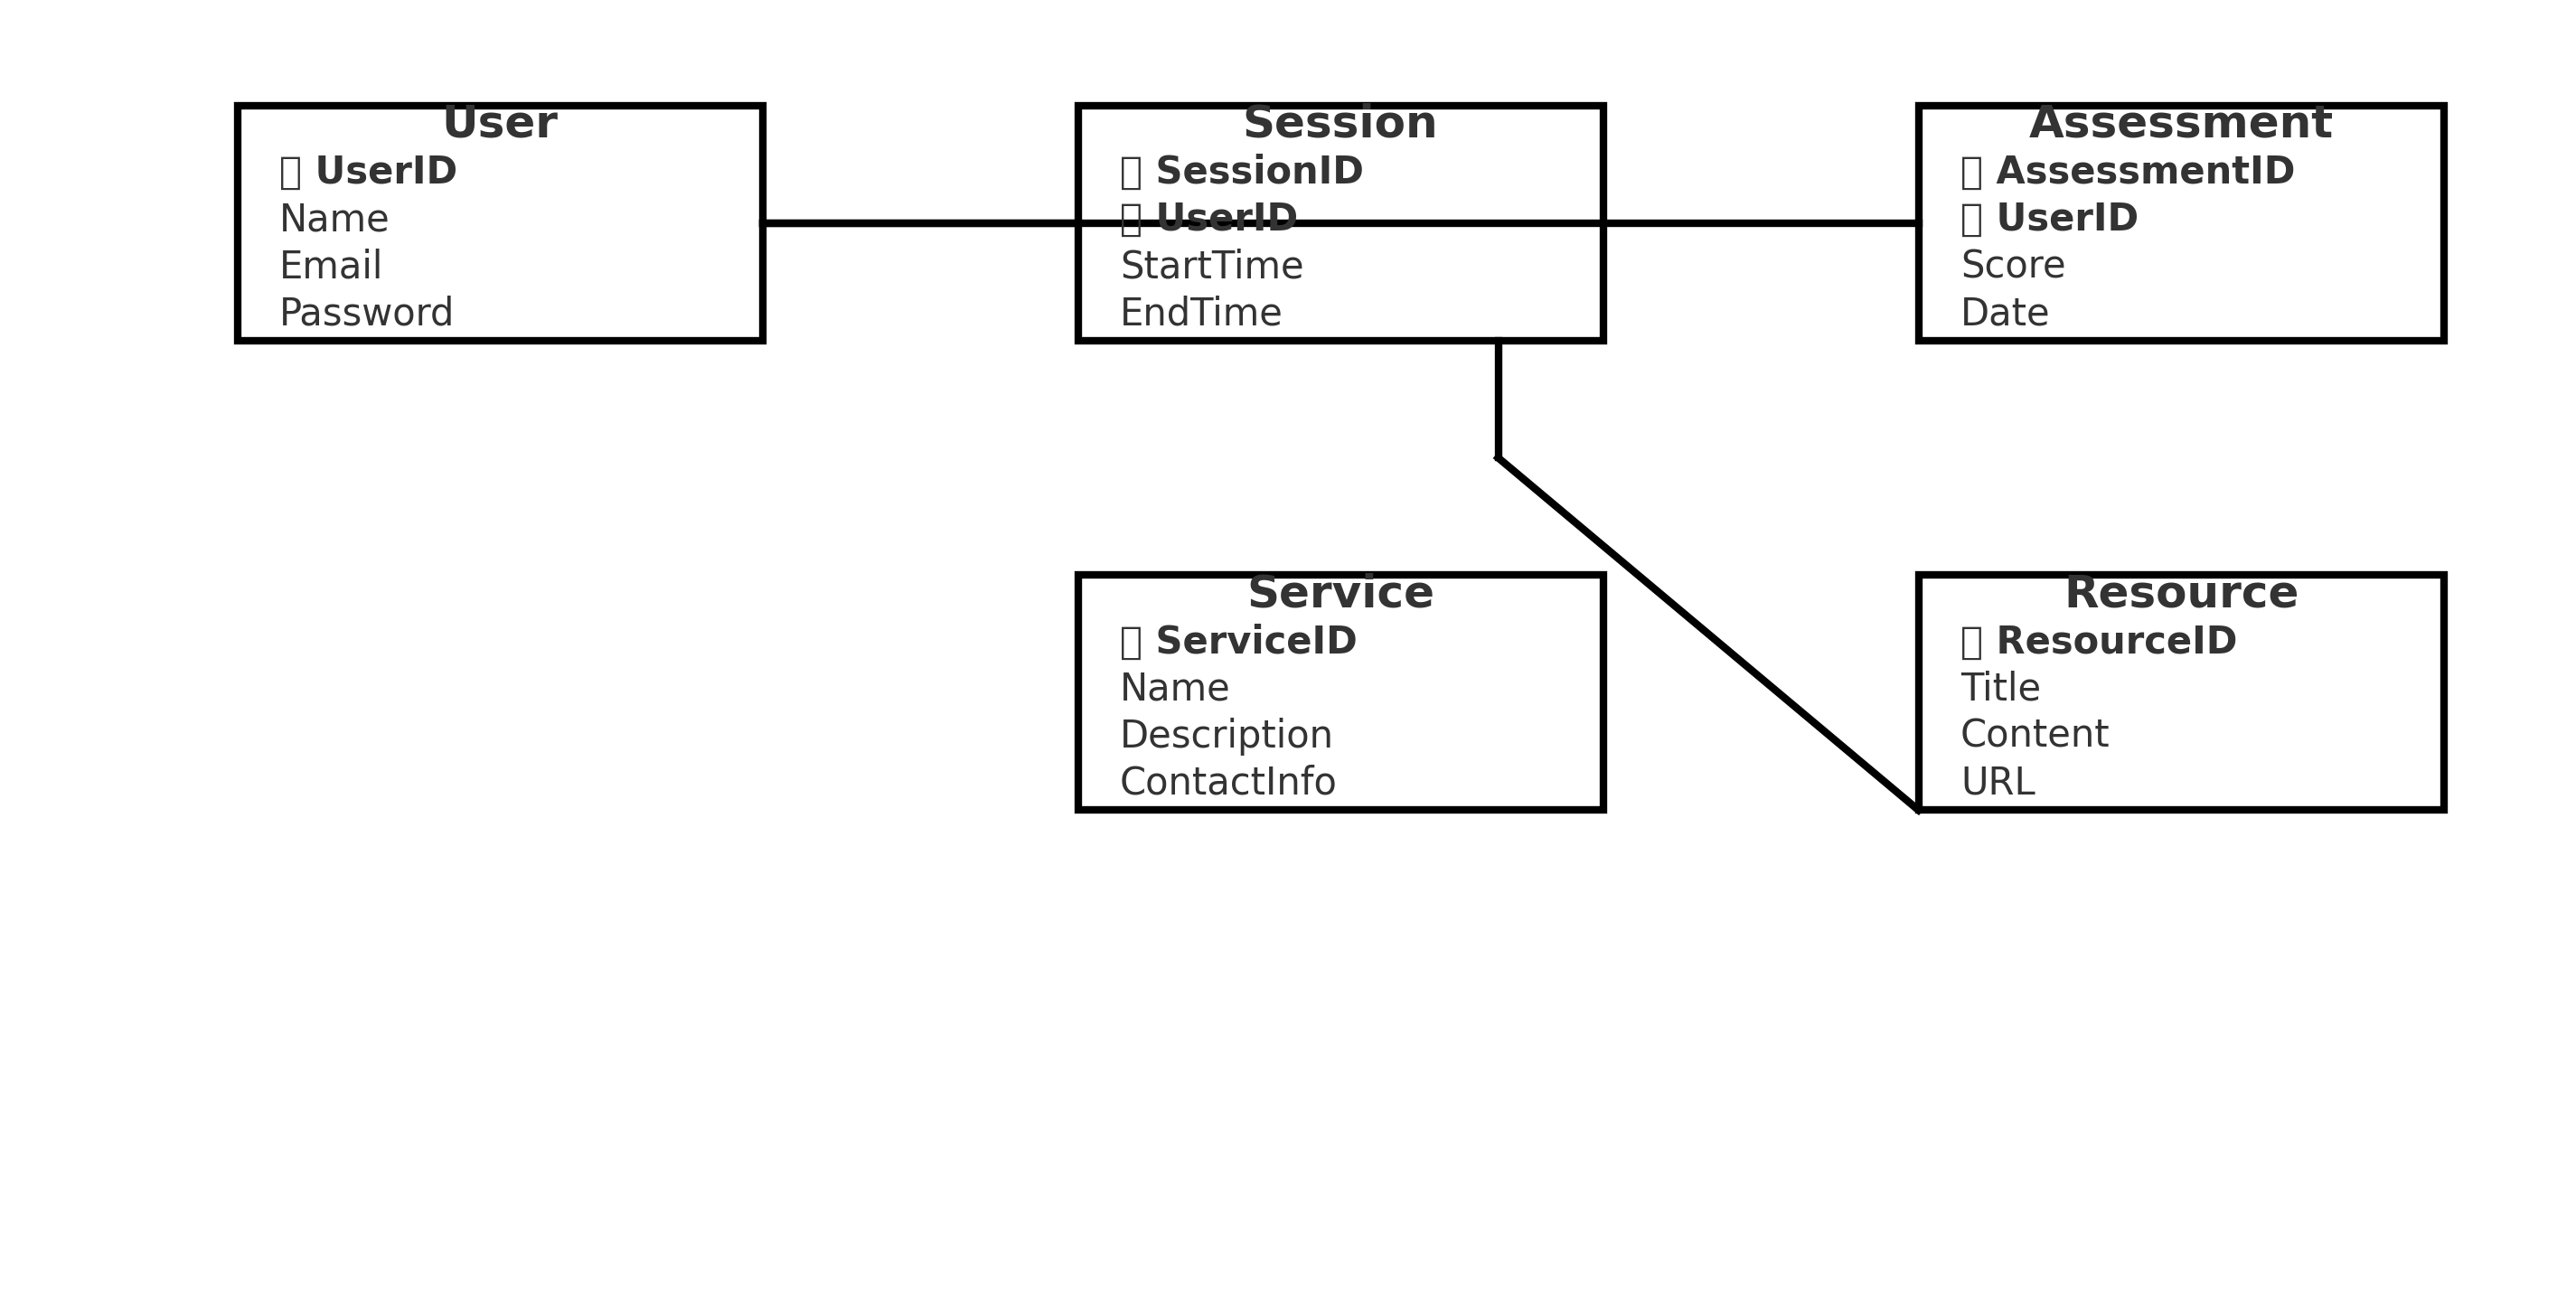 User
UserID
Name
Email
Password
Session
SessionID
UserID
StartTime
EndTime
Assessment
AssessmentID
UserID
Score
Date
Service
ServiceID
Name
Description
ContactInfo
Resource
ResourceID
Title
Content
URL